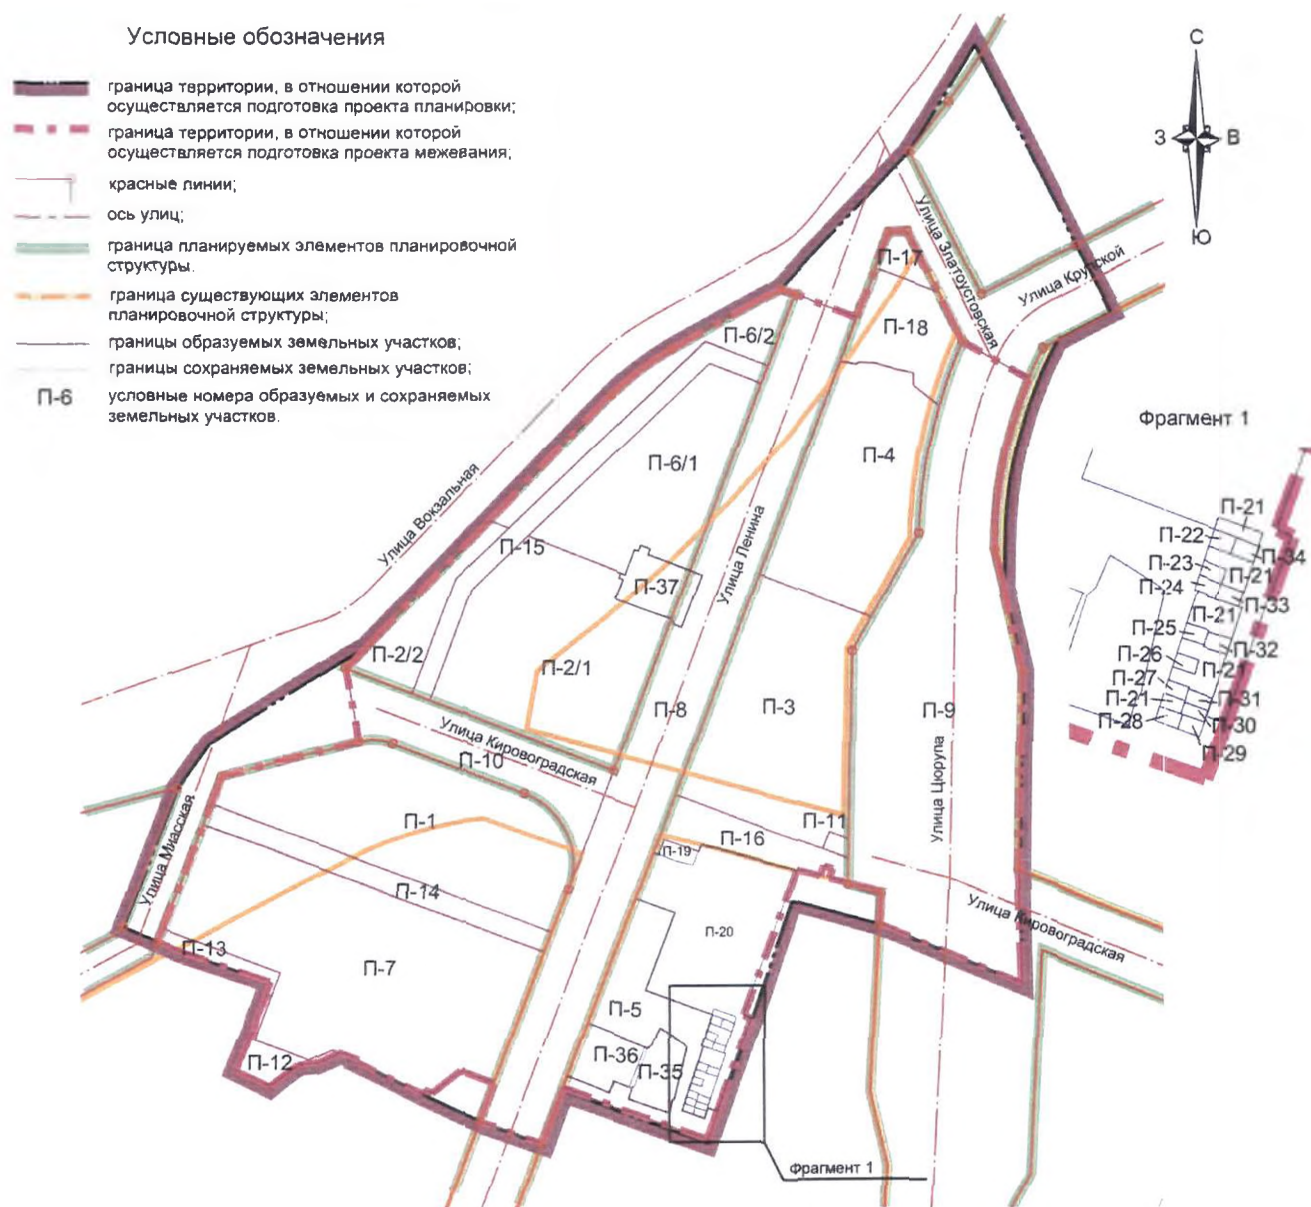 Условные обозначения
граница территории, в отношении которой
осуществляется подготовка проекта планировки;
граница территории, в отношении которой
осуществляется подготовка проекта межевания;
красные линии;
ось улиц;
граница планируемых элементов планировочной
структуры.
граница существующих элементов
планировочной структуры;
границы образуемых земельных участков;
границы сохраняемых земельных участков;
П-6
условные номера образуемых и сохраняемых
земельных участков.
С
З
В
Ю
Улица Златоустовская
Улица Крупской
П-17
П-18
П-6/2
П-4
П-6/1
Улица Вокзальная
Улица Ленина
П-15
П-37
П-2/2
П-2/1
П-8
П-3
П-9
Улица Кировоградская
П-10
Улица Цюрупа
П-1
П-11
П-16
П-19
Улица Миасская
П-14
П-20
Улица Кировоградская
П-13
П-7
П-5
П-36
П-35
П-12
Фрагмент 1
Фрагмент 1
П-21
П-22
П-34
П-23
П-21
П-24
П-33
П-21
П-25
П-32
П-26
П-21
П-27
П-31
П-21
П-30
П-28
П-29